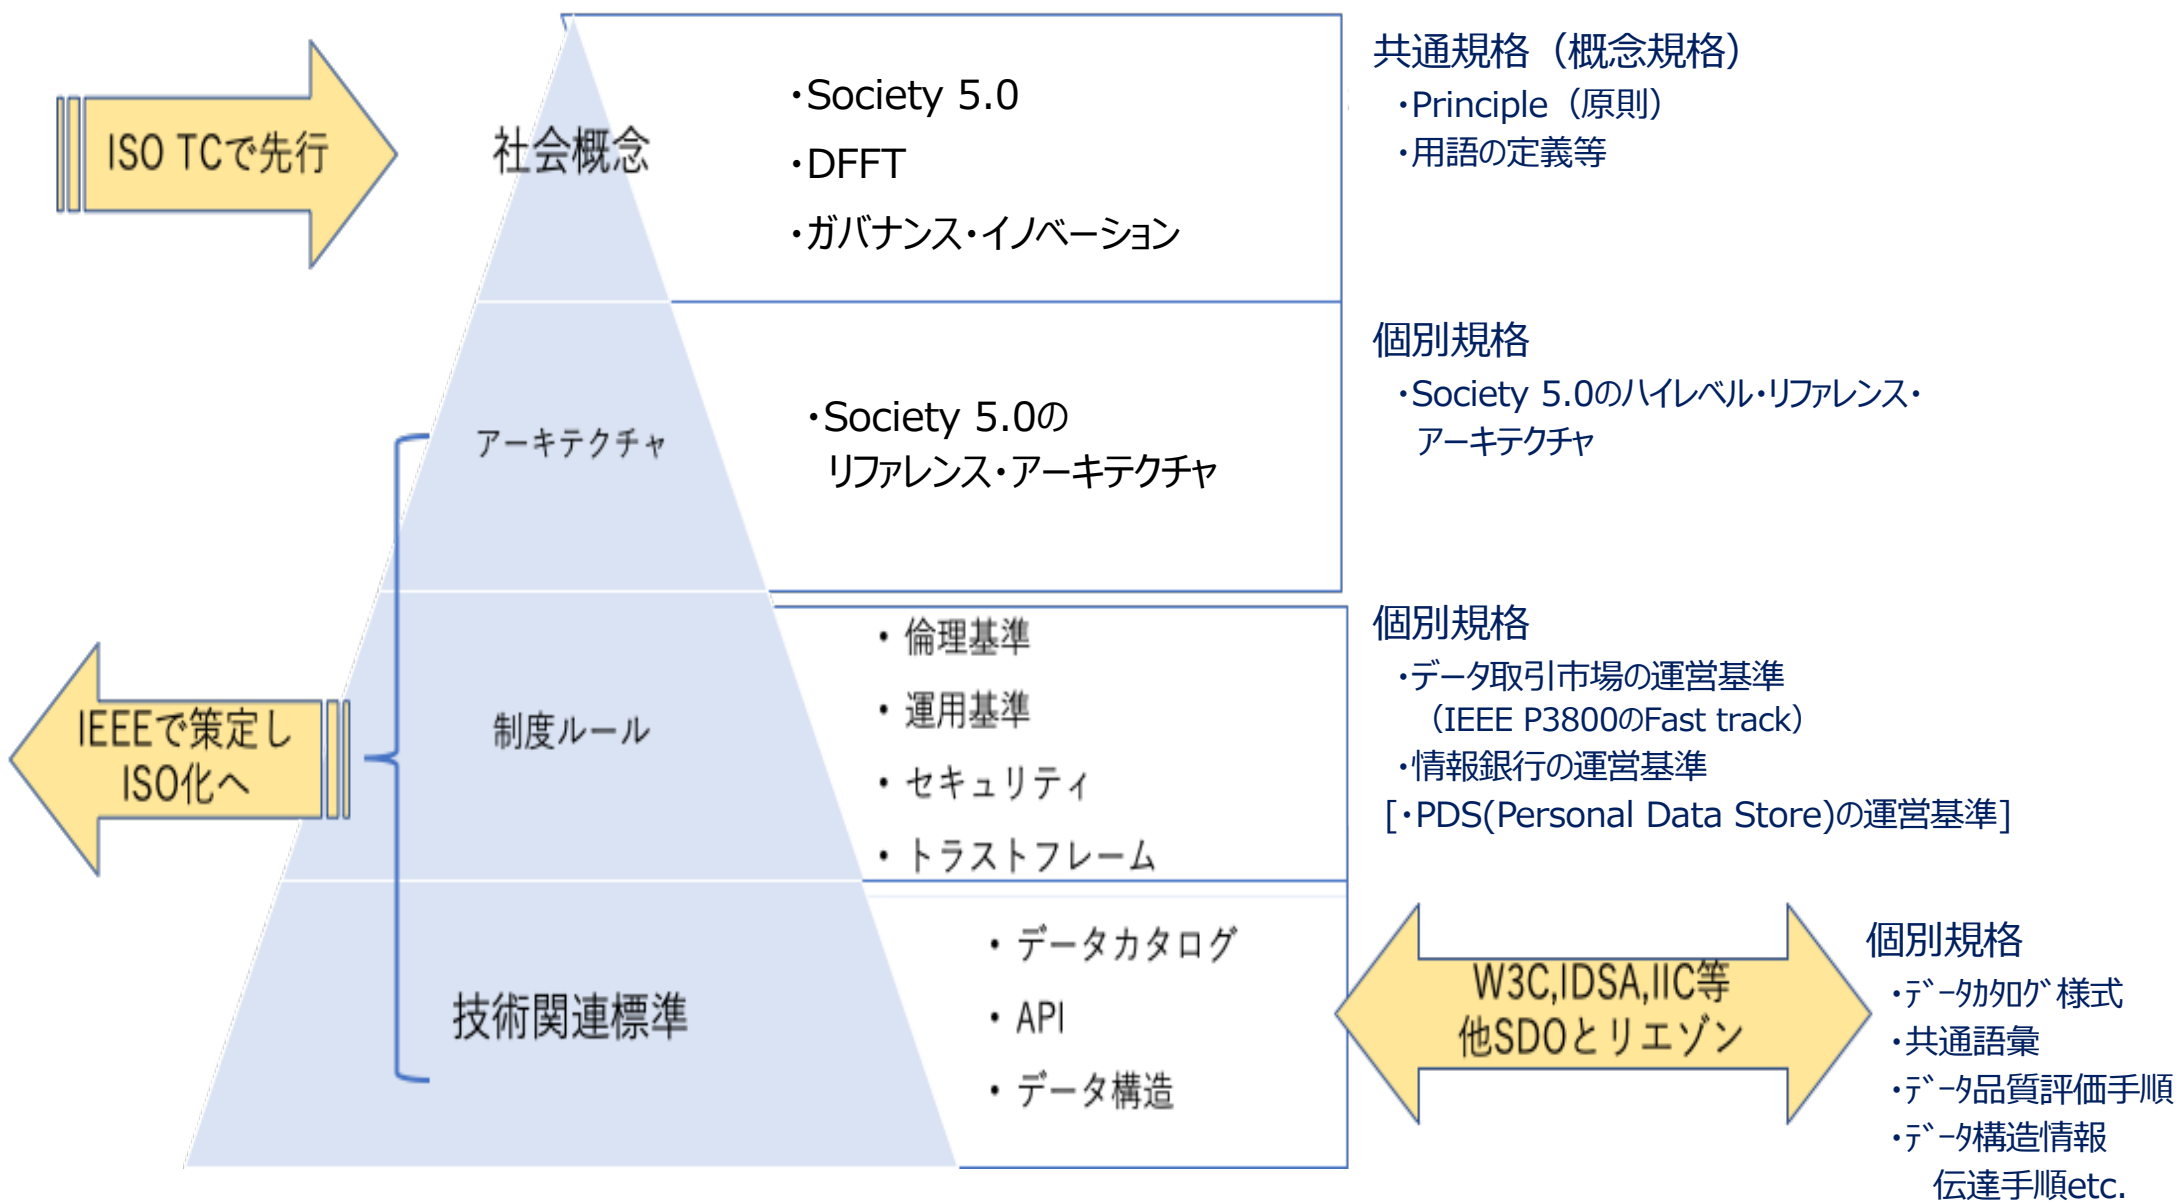 ISO TCで先行
社会概念
・Society 5.0
・DFFT
・ガバナンス・イノベーション
共通規格（概念規格）
・Principle（原則）
・用語の定義等
アーキテクチャ
・Society 5.0の
リファレンス・アーキテクチャ
個別規格
・Society 5.0のハイレベル・リファレンス・
アーキテクチャ
IEEEで策定し
ISO化へ
制度ルール
• 倫理基準
• 運用基準
• セキュリティ
• トラストフレーム
個別規格
・データ取引市場の運営基準
（IEEE P3800のFast track）
・情報銀行の運営基準
[・PDS(Personal Data Store)の運営基準]
技術関連標準
• データカタログ
• API
• データ構造
W3C,IDSA,IIC等
他SDOとリエゾン
個別規格
・ﾃﾞｰﾀｶﾀﾛｸﾞ様式
・共通語彙
・ﾃﾞｰﾀ品質評価手順
・ﾃﾞｰﾀ構造情報
伝達手順etc.